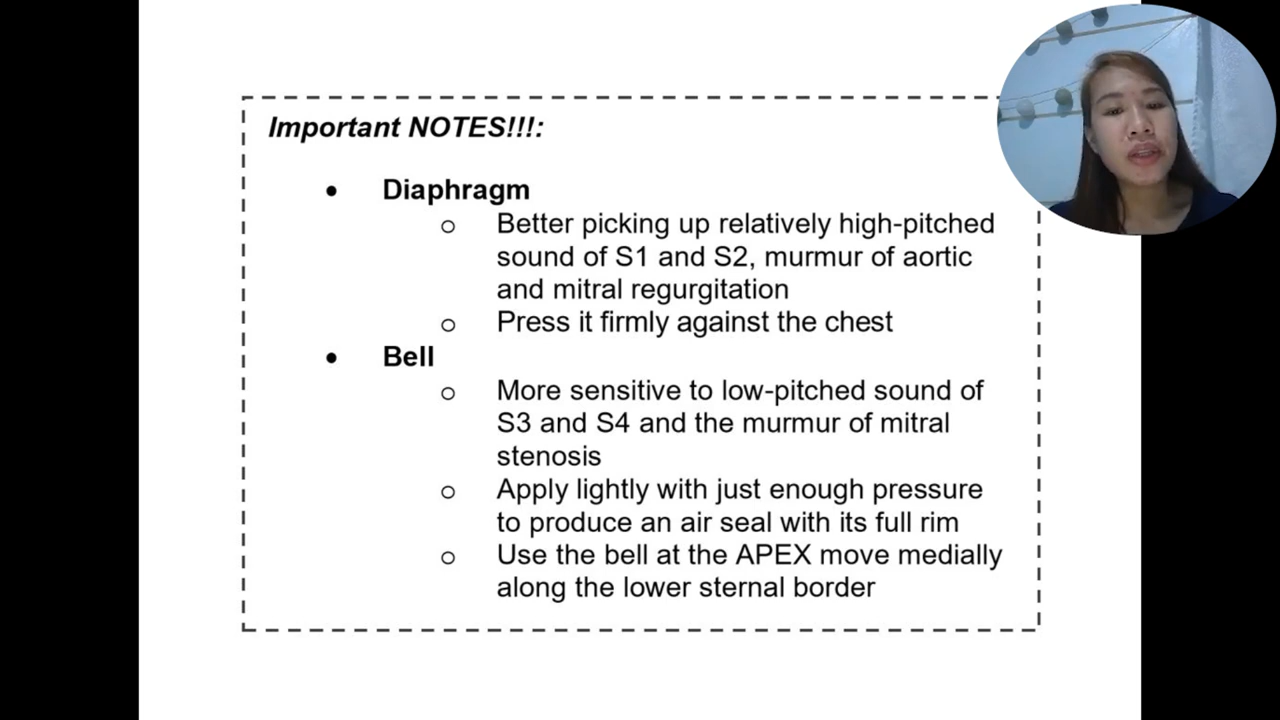 Important NOTES!!!:
• Diaphragm
o Better picking up relatively high-pitched
sound of S1 and S2, murmur of aortic
and mitral regurgitation
o Press it firmly against the chest
• Bell
o More sensitive to low-pitched sound of
S3 and S4 and the murmur of mitral
stenosis
o Apply lightly with just enough pressure
to produce an air seal with its full rim
o Use the bell at the APEX move medially
along the lower sternal border